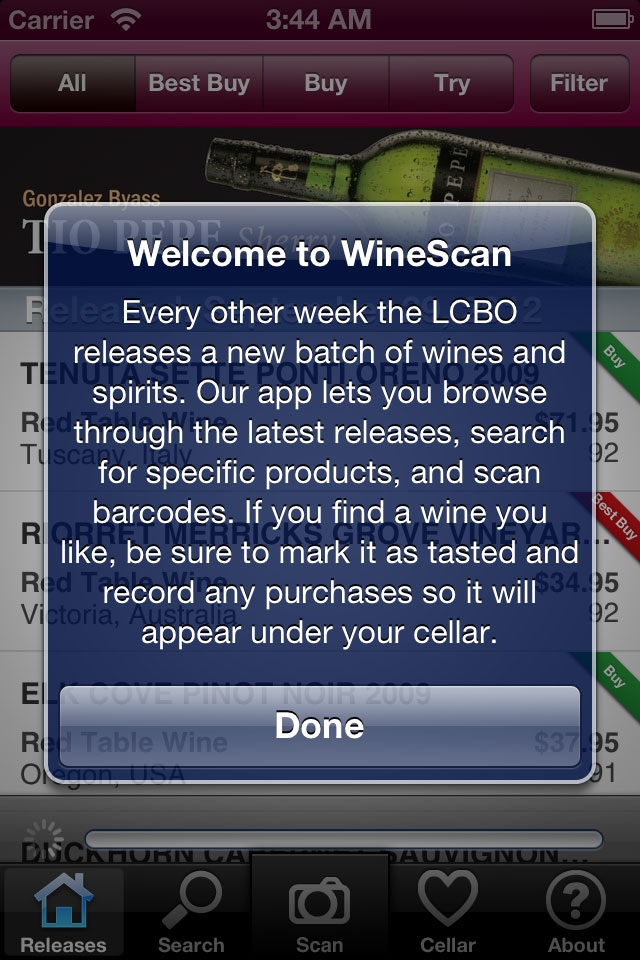 Carrier 3:44 AM
All Best Buy Buy Try Filter
Gonzalez Byass
TIO PEPE Sherry
PEPE
Welcome to WineScan
Every other week the LCBO
releases a new batch of wines and
spirits. Our app lets you browse
through the latest releases, search
for specific products, and scan
barcodes. If you find a wine you
like, be sure to mark it as tasted and
record any purchases so it will
appear under your cellar.
Done
Buy
TENUTA SETTE PONTI ORENO 2009
Red Table Wine $71.95
Tuscany, Italy 92
Best Buy
MERRICKS GROVE VINEYAR...
Red Table Wine $34.95
Victoria, Australia 92
Buy
ELK COVE PINOT NOIR 2009
Red Table Wine $37.95
Oregon, USA 91
DUCKHORN CABERNET SAUVIGNON...
Releases Search Scan Cellar About